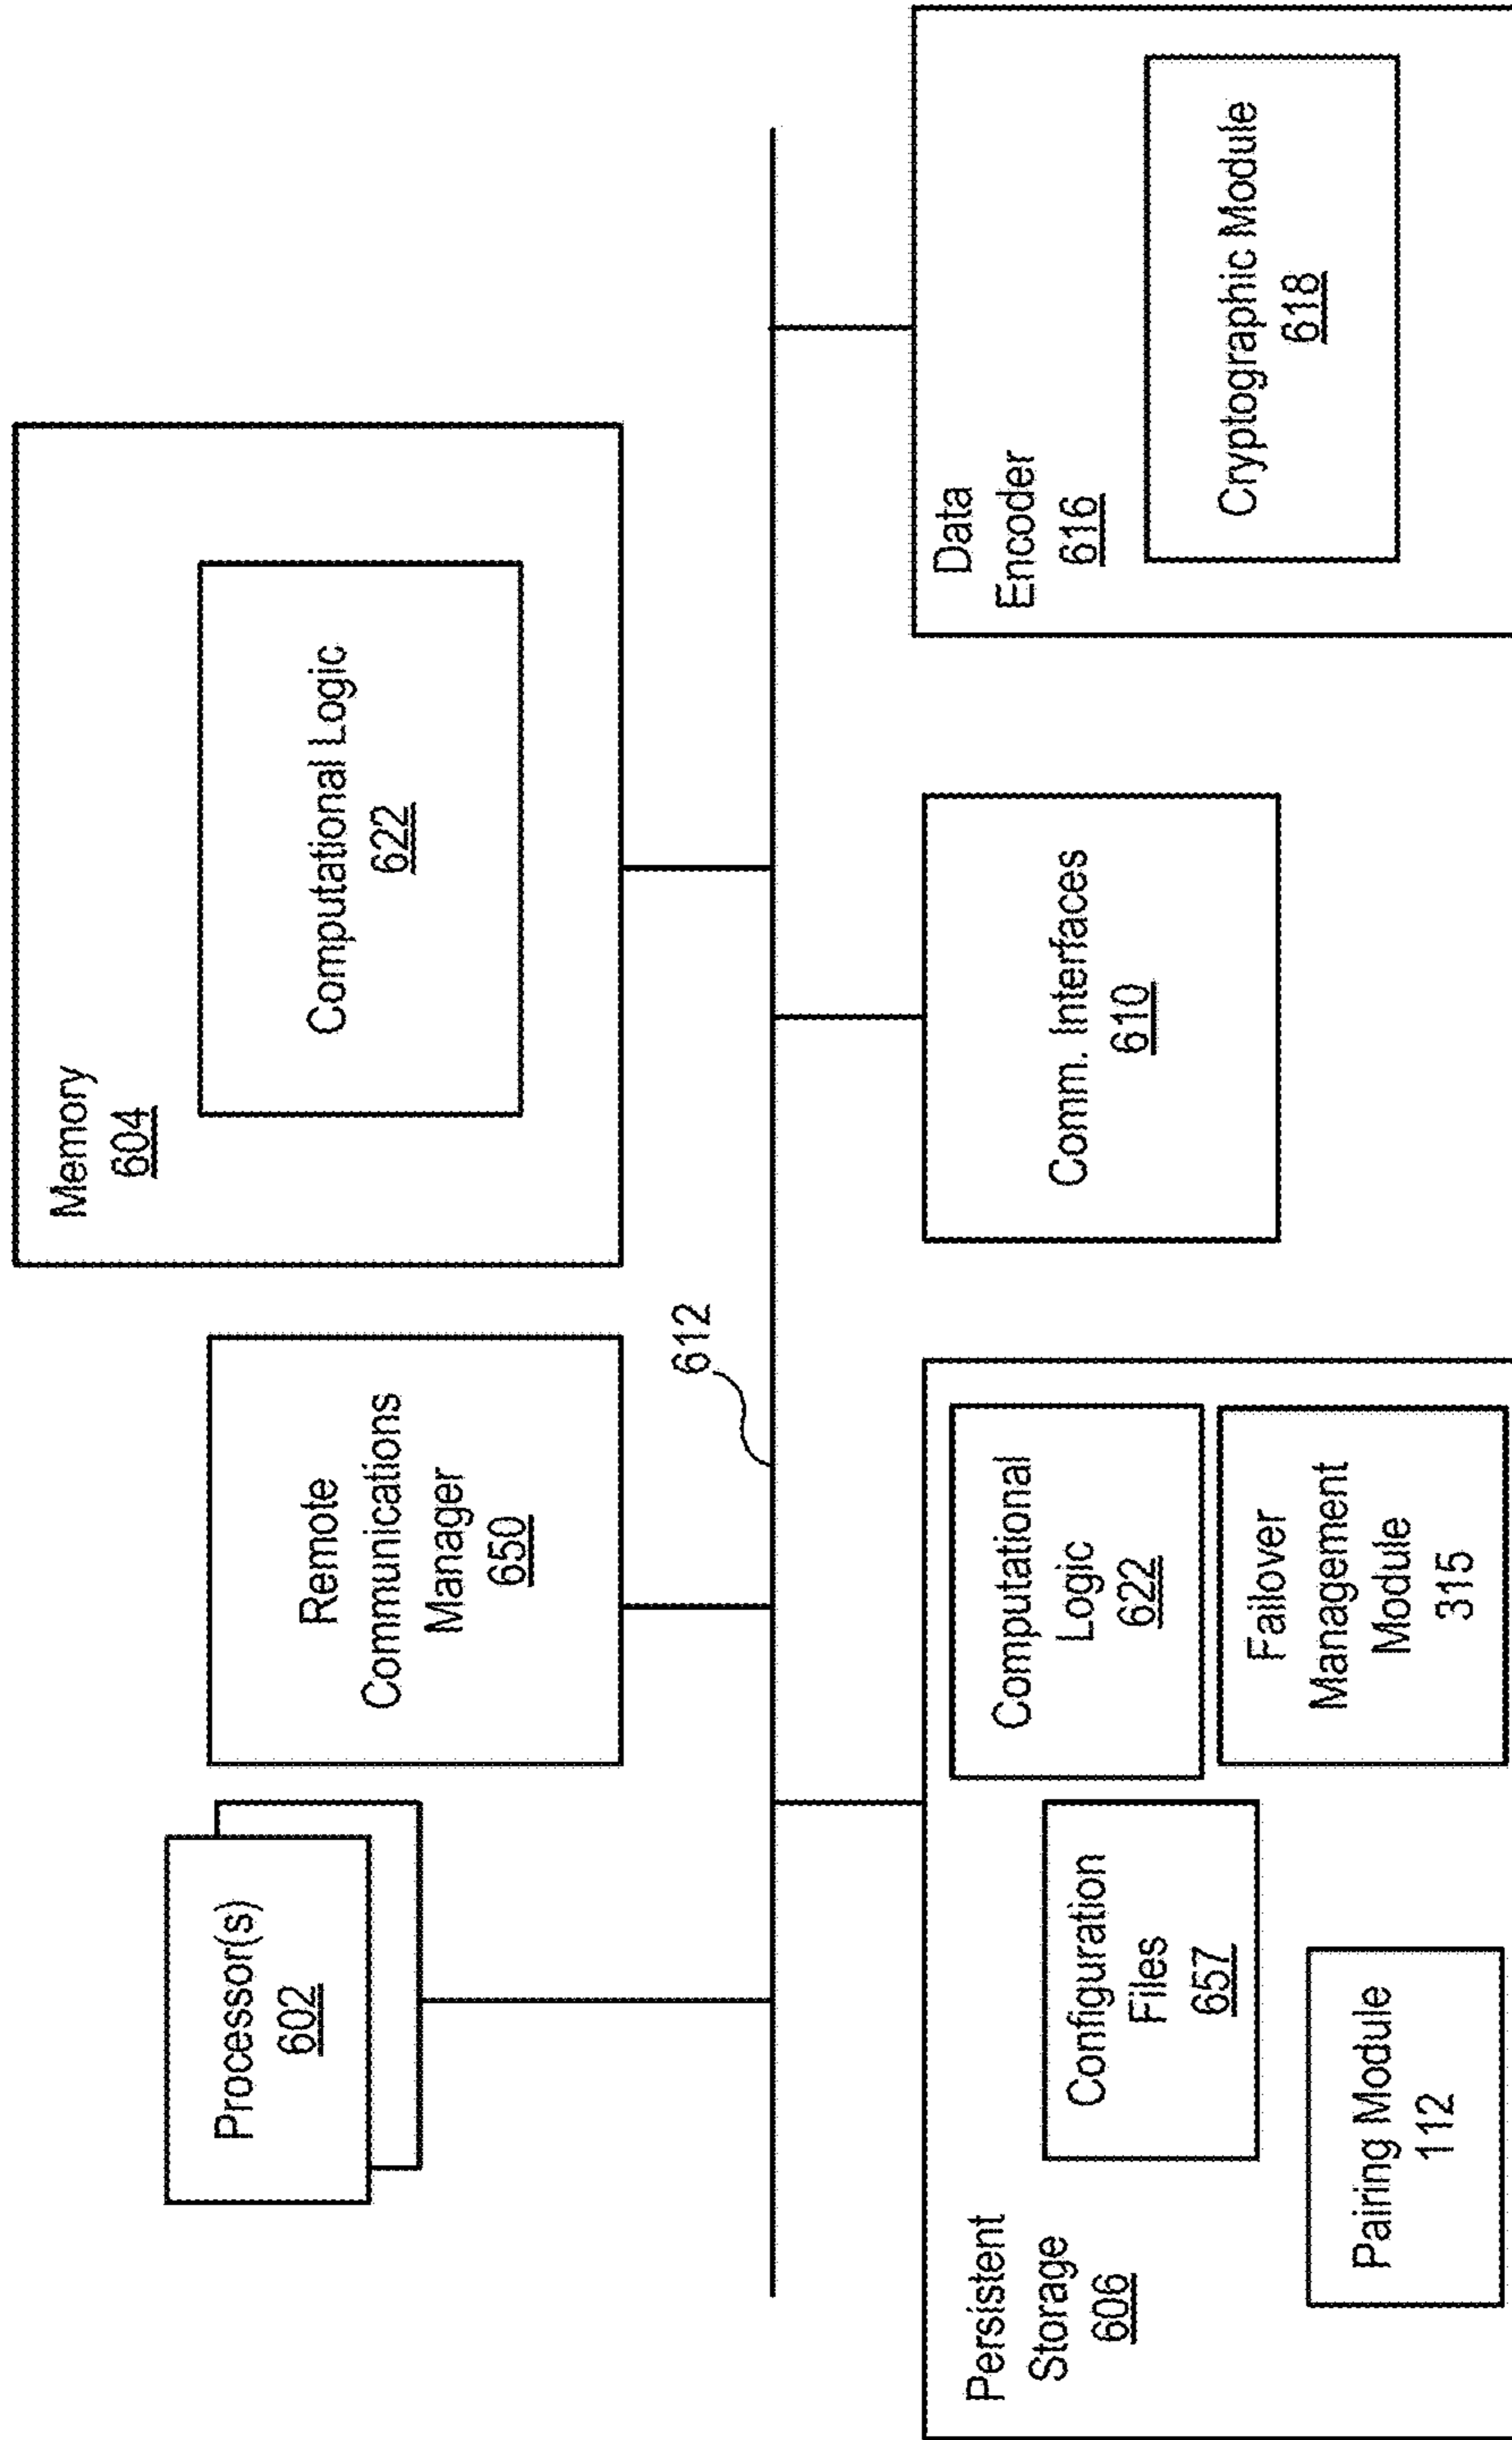 Processor(s)
602
Remote
Communications
Manager
650
Memory
604
Computational Logic
622
612
Persistent
Storage
606
Configuration
Files
657
Pairing Module
112
Computational
Logic
622
Failover
Management
Module
315
Comm. Interfaces
610
Data
Encoder
616
Cryptographic Module
618